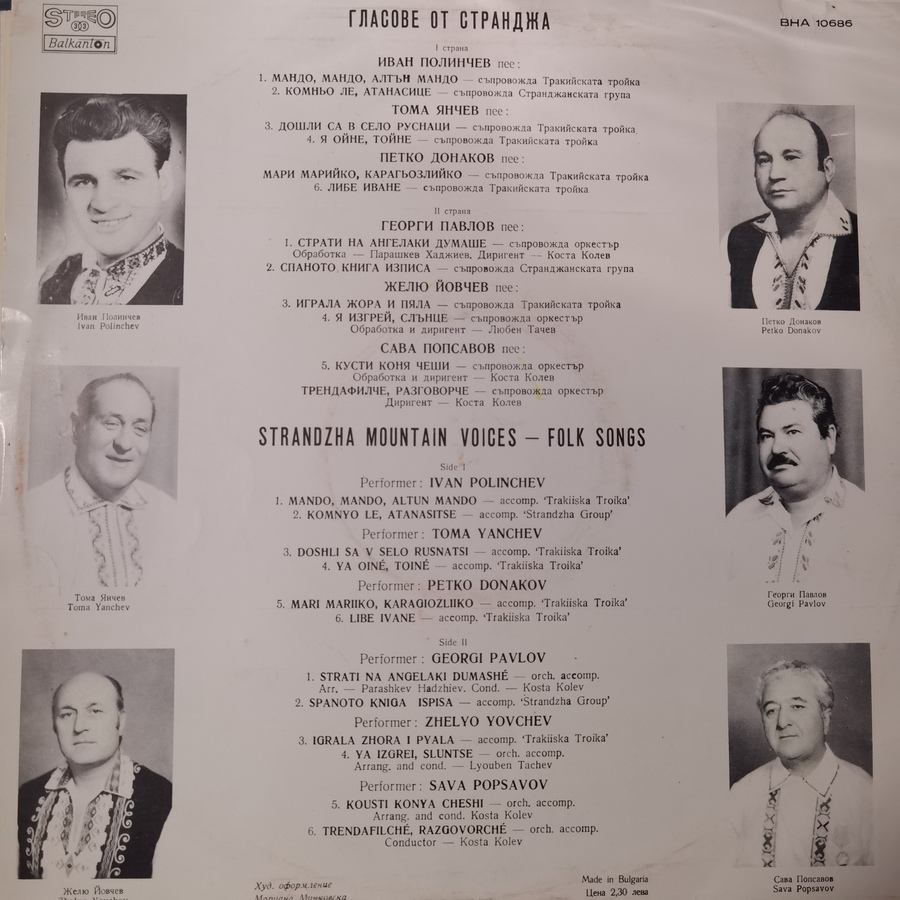 STEREO
33
Balkanton
ГЛАСОВЕ ОТ СТРАНДЖА
ВНА 10686
I страна
ИВАН ПОЛИНЧЕВ пее:
1. МАНДО, МАНДО, АЛТЪН МАНДО — съпровожда Тракийската тройка
2. КОМНЬО ЛЕ, АТАНАСИЦЕ — съпровожда Странджанската група
ТОМА ЯНЧЕВ пее:
3. ДОШЛИ СА В СЕЛО РУСНАЦИ — съпровожда Тракийската тройка
4. Я ОЙНЕ, ТОЙНЕ — съпровожда Тракийската тройка
ПЕТКО ДОНАКОВ пее:
МАРИ МАРИЙКО, КАРАГЬОЗЛИЙКО — съпровожда Тракийската тройка
6. ЛИБЕ ИВАНЕ — съпровожда Тракийската тройка
II страна
ГЕОРГИ ПАВЛОВ пее:
1. СТРАТИ НА АНГЕЛАКИ ДУМАШЕ — съпровожда оркестър
Обработка — Парашкев Хаджиев, Диригент — Коста Колев
2. СПАНОТО КНИГА ИЗПИСА — съпровожда Странджанската група
ЖЕЛЮ ЙОВЧЕВ пее:
3. ИГРАЛА ЖОРА И ПЯЛА — съпровожда Тракийската тройка
4. Я ИЗГРЕЙ, СЛЪНЦЕ — съпровожда оркестър
Обработка и диригент — Любен Тачев
САВА ПОПСАВОВ пее:
5. КУСТИ КОНЯ ЧЕШИ — съпровожда оркестър
Обработка и диригент — Коста Колев
ТРЕНДАФИЛЧЕ, РАЗГОВОРЧЕ — съпровожда оркестър
Диригент — Коста Колев
STRANDZHA MOUNTAIN VOICES — FOLK SONGS
Side I
Performer: IVAN POLINCHEV
1. MANDO, MANDO, ALTUN MANDO — accomp. 'Trakiiska Troika'
2. KOMNYO LE, ATANASITSE — accomp. 'Strandzha Group'
Performer: TOMA YANCHEV
3. DOSHLI SA V SELO RUSNATSI — accomp. 'Trakiiska Troika'
4. YA OINÉ, TOINÉ — accomp. 'Trakiiska Troika'
Performer: PETKO DONAKOV
5. MARI MARIIKO, KARAGIOZLIIKO — accomp. 'Trakiiska Troika'
6. LIBE IVANE — accomp. 'Trakiiska Troika'
Side II
Performer: GEORGI PAVLOV
1. STRATI NA ANGELAKI DUMASHÉ — orch. accomp.
Arr. — Parashkev Hadzhiev. Cond. — Kosta Kolev
2. SPANOTO KNIGA ISPISA — accomp. 'Strandzha Group'
Performer: ZHELYO YOVCHEV
3. IGRALA ZHORA I PYALA — accomp. 'Trakiiska Troika'
4. YA IZGREI, SLUNTSE — orch. accomp.
Arrang. and cond. — Lyouben Tachev
Performer: SAVA POPSAVOV
5. KOUSTI KONYA CHESHI — orch. accomp.
Arrang. and cond. Kosta Kolev
6. TRENDAFILCHÉ, RAZGOVORCHÉ — orch. accomp.
Conductor — Kosta Kolev
Иван Полинчев
Ivan Polinchev
Тома Янчев
Toma Yanchev
Желю Йовчев
Zhelyo Yovchev
Петко Донаков
Petko Donakov
Георги Павлов
Georgi Pavlov
Сава Попсавов
Sava Popsavov
Худ. оформление
Мариана Минковска
Made in Bulgaria
Цена 2,30 лева